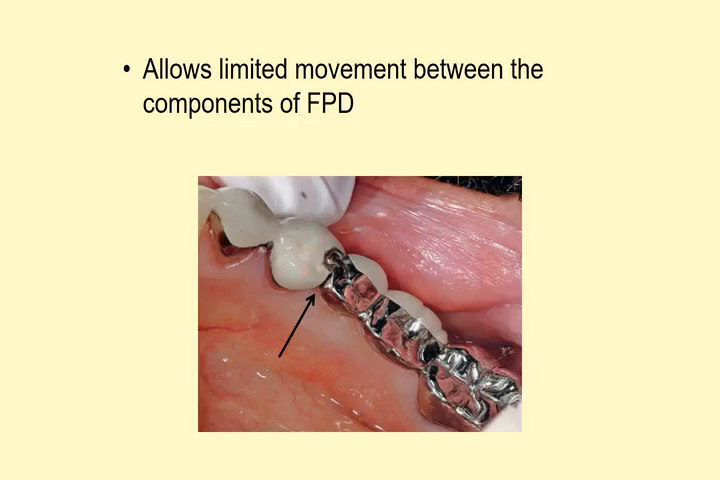 • Allows limited movement between the
components of FPD